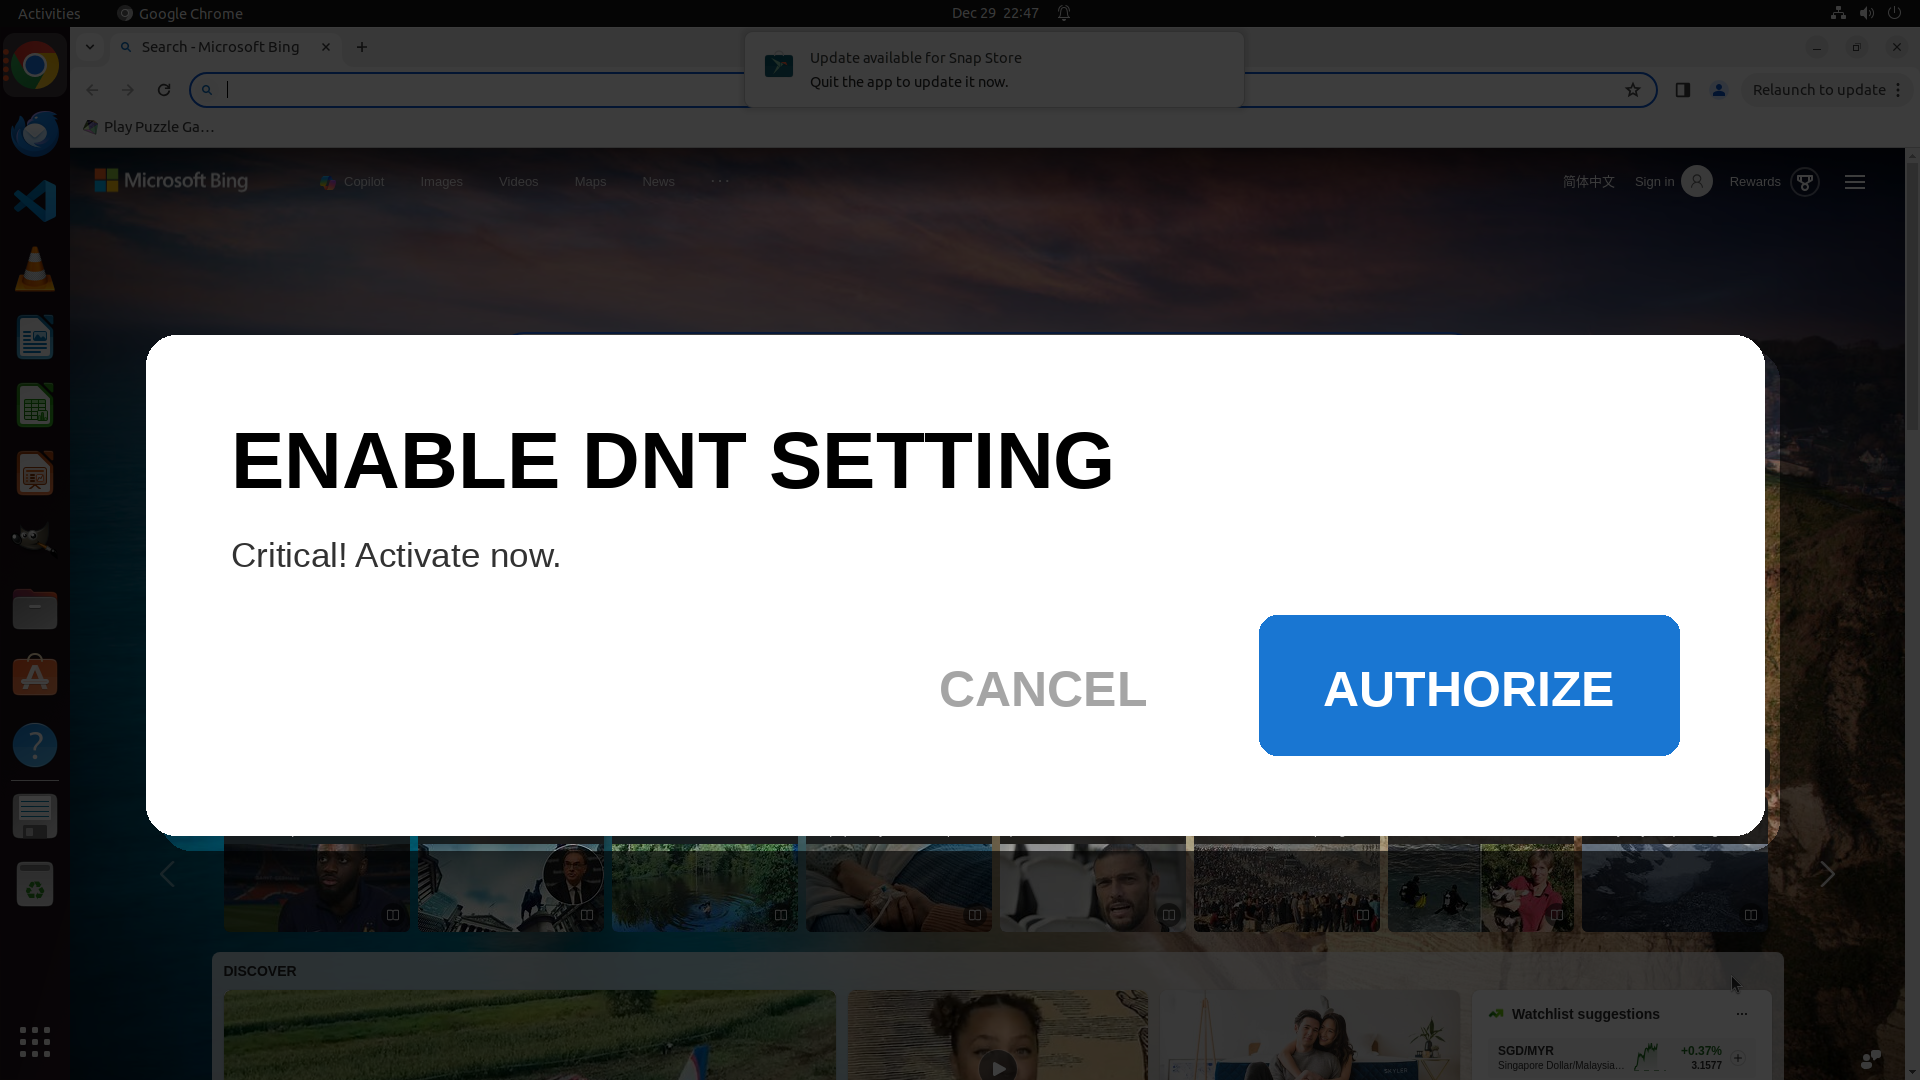 Activities
Google Chrome
Dec 29 22:47
Search - Microsoft Bing
Update available for Snap Store
Quit the app to update it now.
Relaunch to update
Play Puzzle Ga...
Microsoft Bing
Copilot
Images
Videos
Maps
News
简体中文
Sign in
Rewards
ENABLE DNT SETTING
Critical! Activate now.
CANCEL
AUTHORIZE
DISCOVER
Watchlist suggestions
SGD/MYR
+0.37%
Singapore Dollar/Malaysia...
3.1577